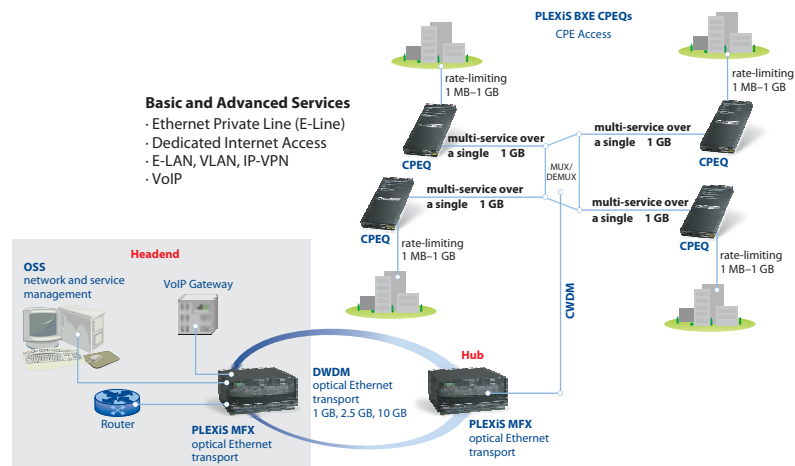 PLEXiS BXE CPEQs
CPE Access
rate-limiting
1 MB–1 GB
rate-limiting
1 MB–1 GB
Basic and Advanced Services
· Ethernet Private Line (E-Line)
· Dedicated Internet Access
· E-LAN, VLAN, IP-VPN
· VoIP
multi-service over
a single 1 GB
CPEQ
multi-service over
a single 1 GB
CPEQ
MUX/
DEMUX
multi-service over
a single 1 GB
CPEQ
multi-service over
a single 1 GB
CPEQ
rate-limiting
1 MB–1 GB
rate-limiting
1 MB–1 GB
CWDM
Headend
OSS
network and service
management
VoIP Gateway
Router
PLEXiS MFX
optical Ethernet
transport
DWDM
optical Ethernet
transport
1 GB, 2.5 GB, 10 GB
Hub
PLEXiS MFX
optical Ethernet
transport